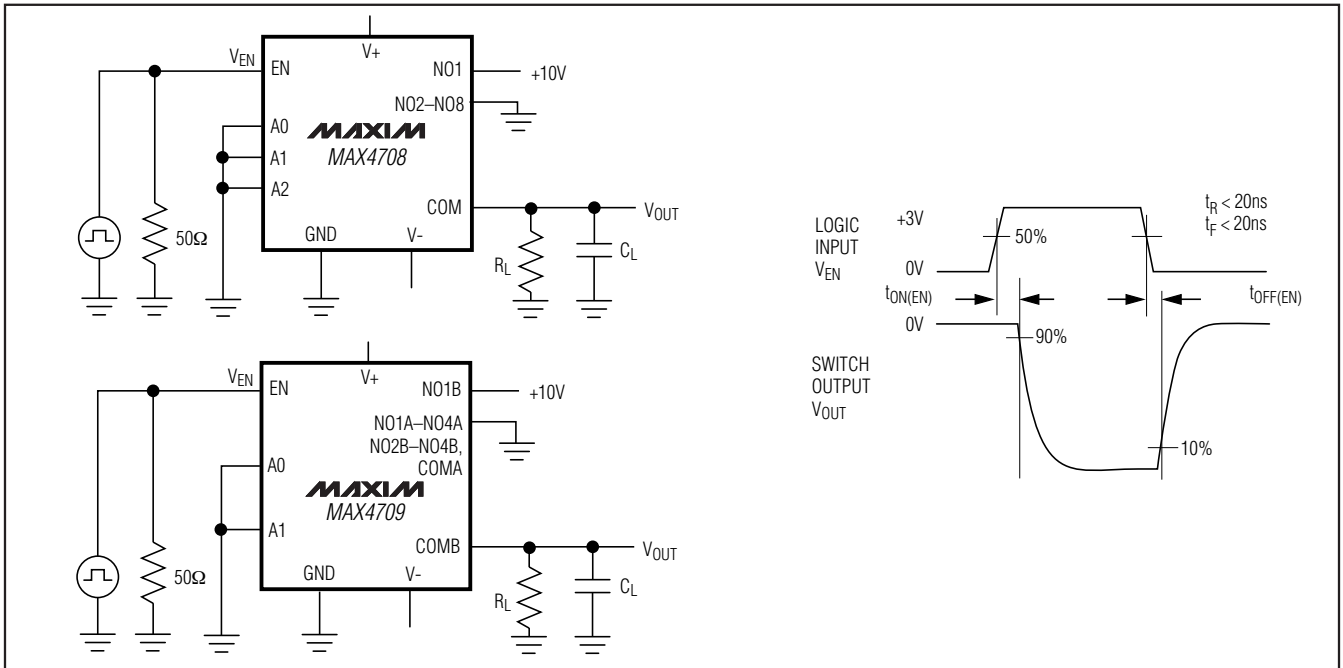 V+
VEN
EN
NO1
+10V
NO2–NO8
A0
MAXIM
A1
MAX4708
A2
COM
VOUT
50Ω
GND
V-
RL
CL
V+
VEN
EN
NO1B
+10V
NO1A–NO4A
NO2B–NO4B,
COMA
A0
MAXIM
MAX4709
A1
COMB
VOUT
50Ω
GND
V-
RL
CL
LOGIC
INPUT
VEN
+3V
0V
50%
tR < 20ns
tF < 20ns
tON(EN)
tOFF(EN)
0V
90%
SWITCH
OUTPUT
VOUT
10%